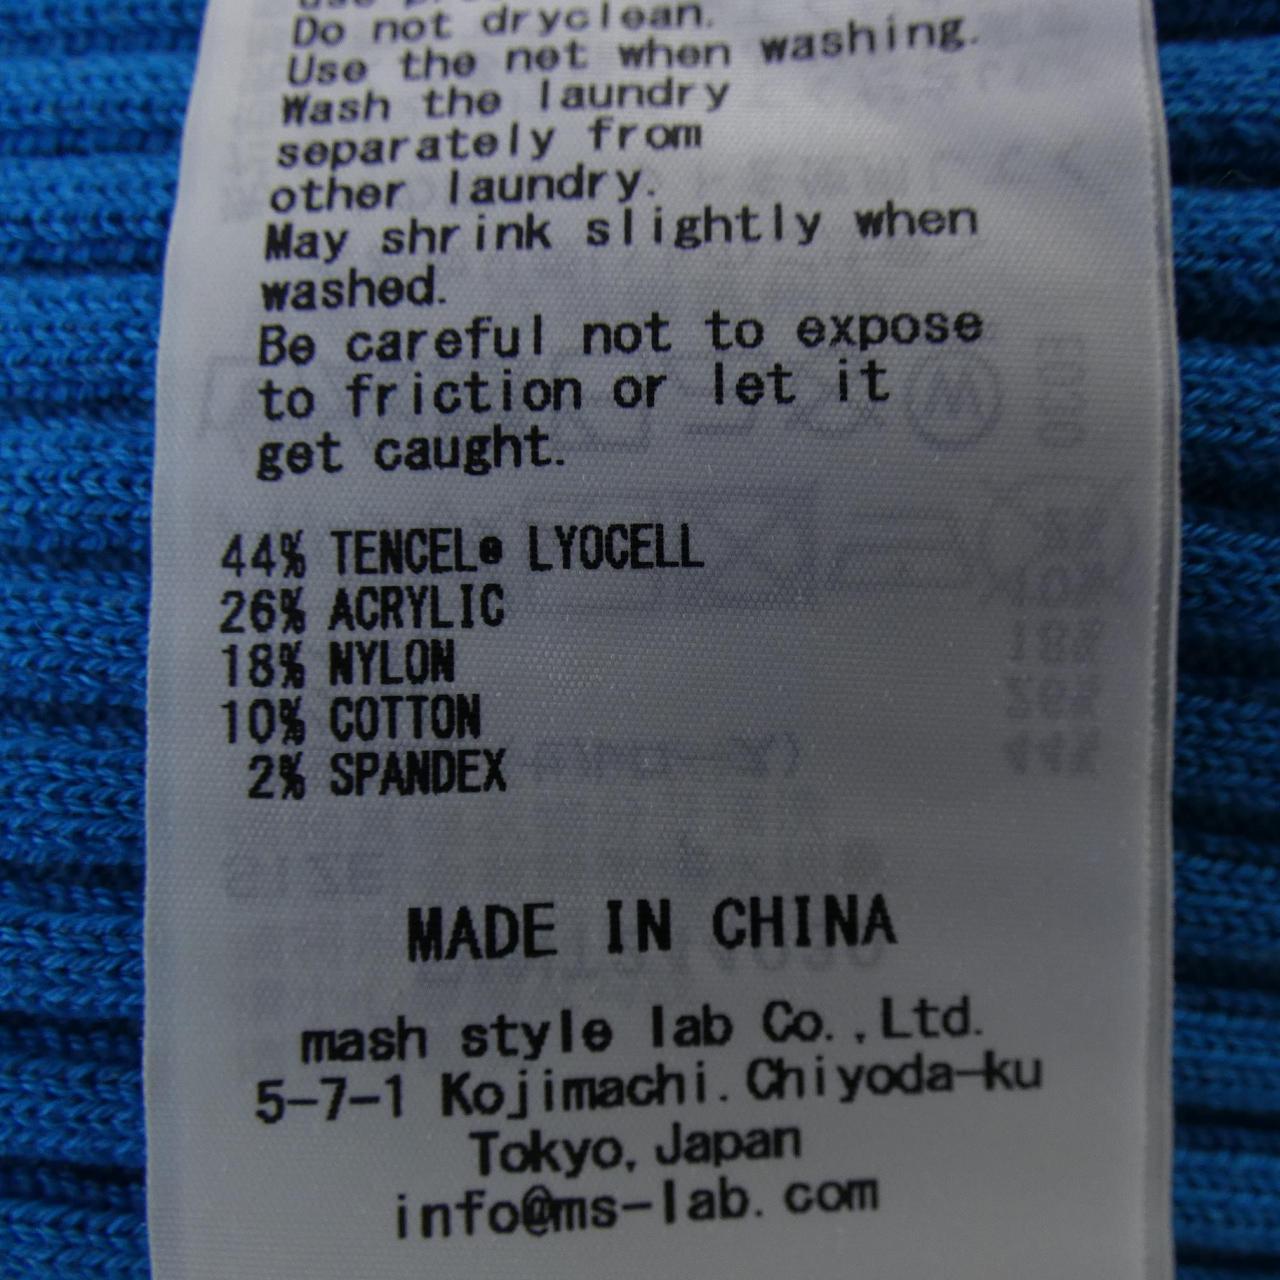 Do not dryclean.
Use the net when washing.
Wash the laundry
separately from
other laundry.
May shrink slightly when
washed.
Be careful not to expose
to friction or let it
get caught.
44% TENCEL® LYOCELL
26% ACRYLIC
18% NYLON
10% COTTON
2% SPANDEX
MADE IN CHINA
mash style lab Co.,Ltd.
5-7-1 Kojimachi.Chiyoda-ku
Tokyo,Japan
info@ms-lab.com